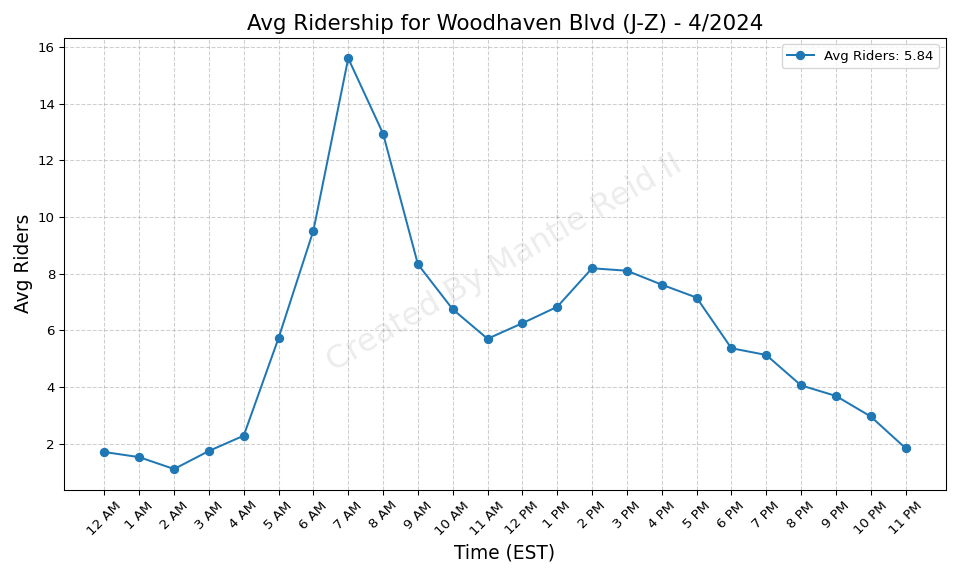 Avg Ridership for Woodhaven Blvd (J-Z) - 4/2024
Avg Riders: 5.84
16
14
12
10
8
6
4
2
Avg Riders
Created By Mantie Reid II
12 AM
1 AM
2 AM
3 AM
4 AM
5 AM
6 AM
7 AM
8 AM
9 AM
10 AM
11 AM
12 PM
1 PM
2 PM
3 PM
4 PM
5 PM
6 PM
7 PM
8 PM
9 PM
10 PM
11 PM
Time (EST)